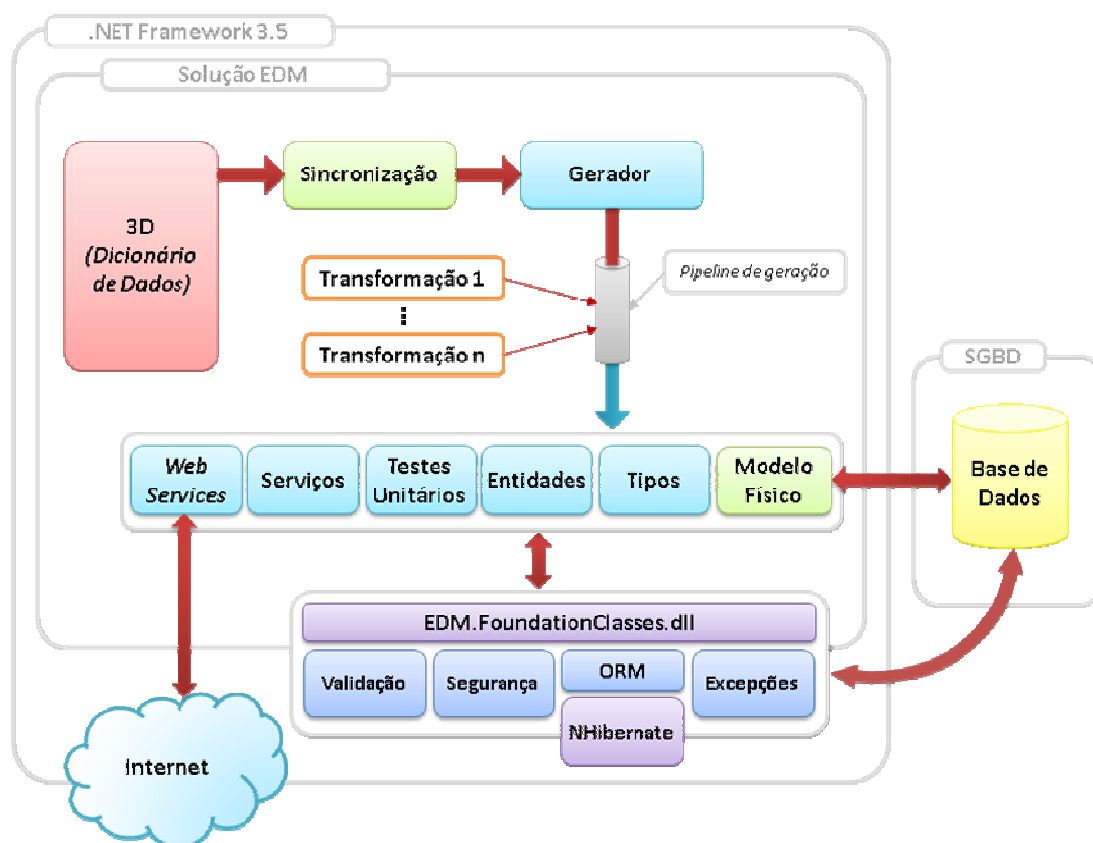 .NET Framework 3.5
Solução EDM
3D
(Dicionário
de Dados)
Sincronização
Gerador
Transformação 1
Pipeline de geração
Transformação n
SGBD
Base de
Dados
Web
Services
Serviços
Testes
Unitários
Entidades
Tipos
Modelo
Físico
EDM.FoundationClasses.dll
Validação
Segurança
ORM
Excepções
NHibernate
Internet